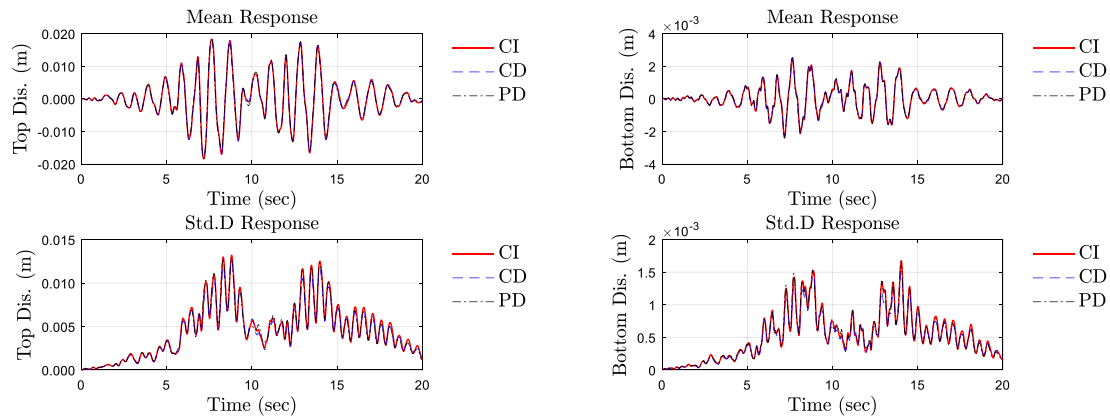 Mean Response
Top Dis. (m)
0.020
0.010
0.000
-0.010
-0.020
0 5 10 15 20
Time (sec)
CI
CD
PD
Mean Response
×10⁻³
Bottom Dis. (m)
4
2
0
-2
-4
0 5 10 15 20
Time (sec)
CI
CD
PD
Std.D Response
Top Dis. (m)
0.015
0.010
0.005
0.000
0 5 10 15 20
Time (sec)
CI
CD
PD
Std.D Response
×10⁻³
Bottom Dis. (m)
2
1.5
1
0.5
0
0 5 10 15 20
Time (sec)
CI
CD
PD